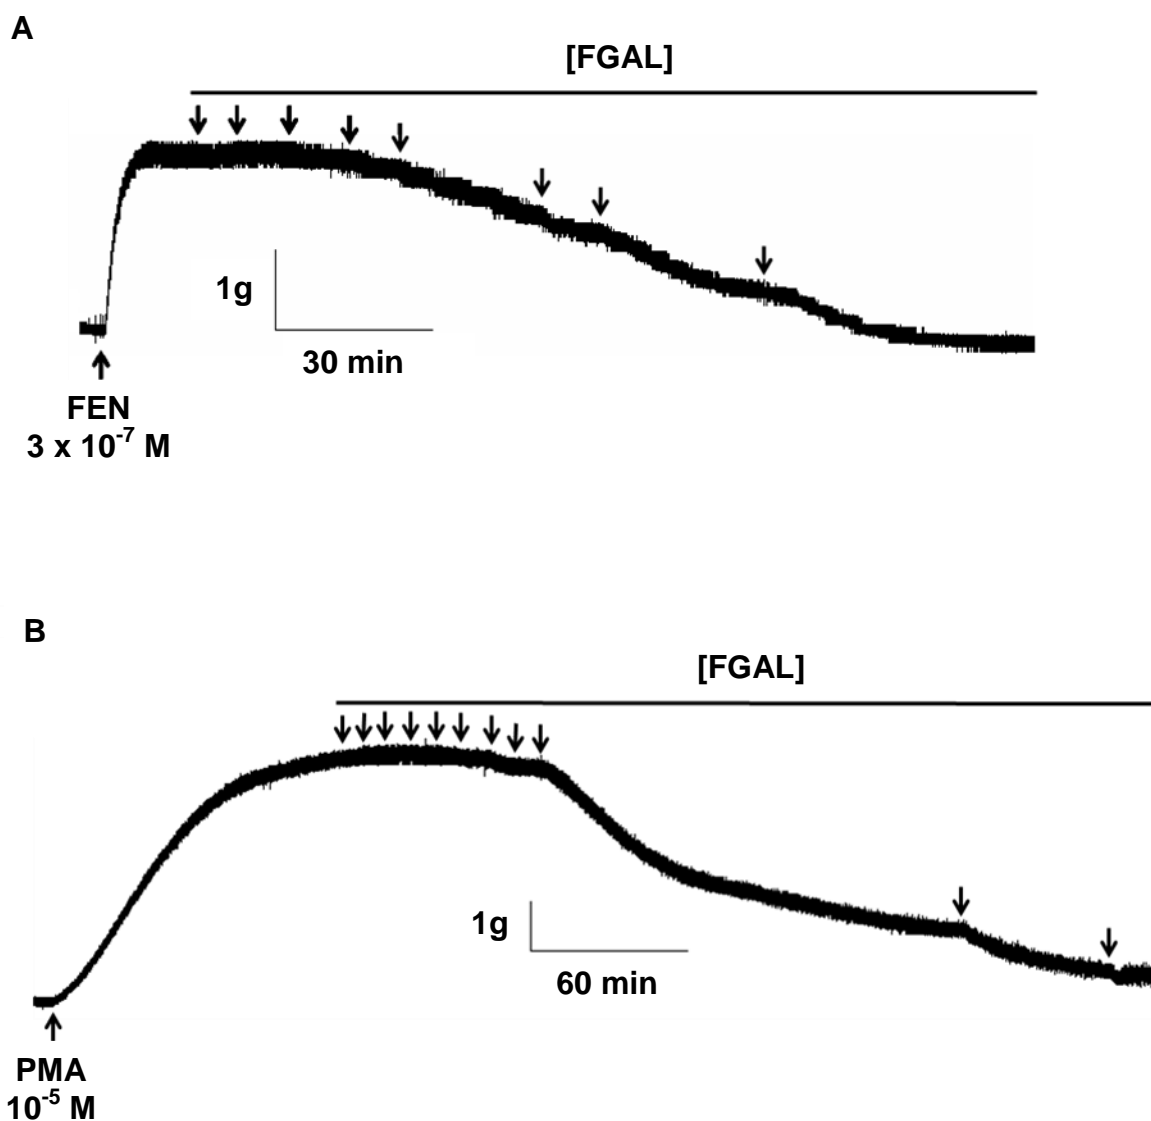 A
[FGAL]
1g
30 min
FEN
3 x 10-7 M
B
[FGAL]
1g
60 min
PMA
10-5 M